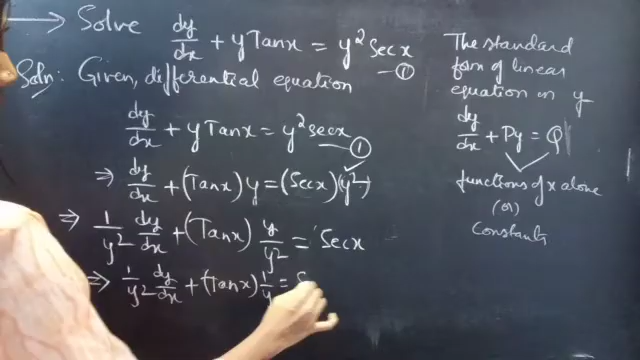 → Solve dy/dx + y Tanx = y² Sec x —①
Soln: Given, differential equation
dy/dx + y Tanx = y² secx —①
⇒ dy/dx + (Tanx) y = (Secx)(y²)
⇒ 1/y² dy/dx + (Tanx) y/y² = Secx
⇒ 1/y² dy/dx + (Tanx) 1/y = S
The standard
form of linear
equation in y
dy/dx + Py = Q
functions of x alone
(or)
Constants